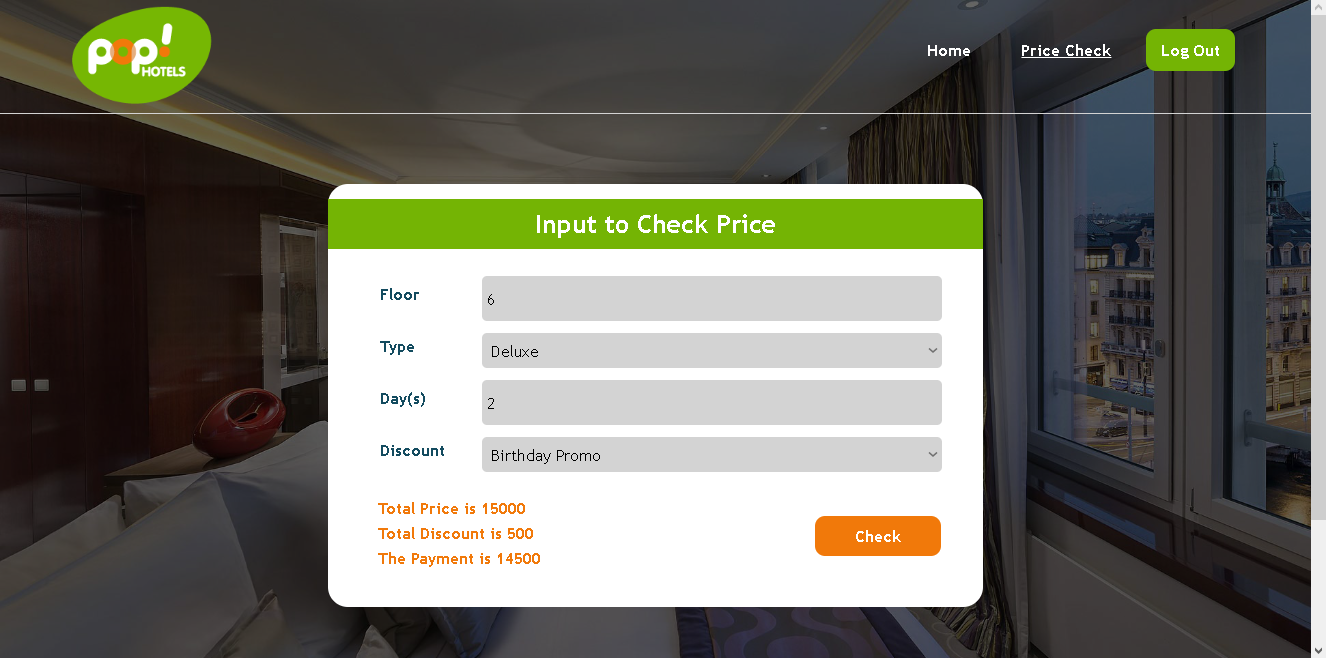 pop! HOTELS
Home Price Check Log Out
Input to Check Price
Floor 6
Type Deluxe
Day(s) 2
Discount Birthday Promo
Total Price is 15000
Total Discount is 500
The Payment is 14500
Check